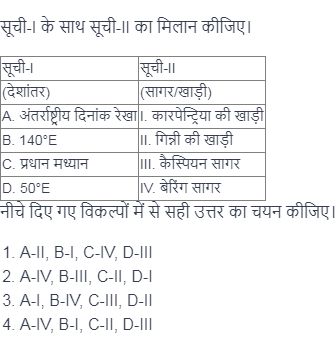 सूची-I के साथ सूची-II का मिलान कीजिए।
सूची-I सूची-II
(देशांतर) (सागर/खाड़ी)
A. अंतर्राष्ट्रीय दिनांक रेखा I. कारपेन्ट्रिया की खाड़ी
B. 140°E II. गिन्नी की खाड़ी
C. प्रधान मध्यान III. कैस्पियन सागर
D. 50°E IV. बेरिंग सागर
नीचे दिए गए विकल्पों में से सही उत्तर का चयन कीजिए।
1. A-II, B-I, C-IV, D-III
2. A-IV, B-III, C-II, D-I
3. A-I, B-IV, C-III, D-II
4. A-IV, B-I, C-II, D-III